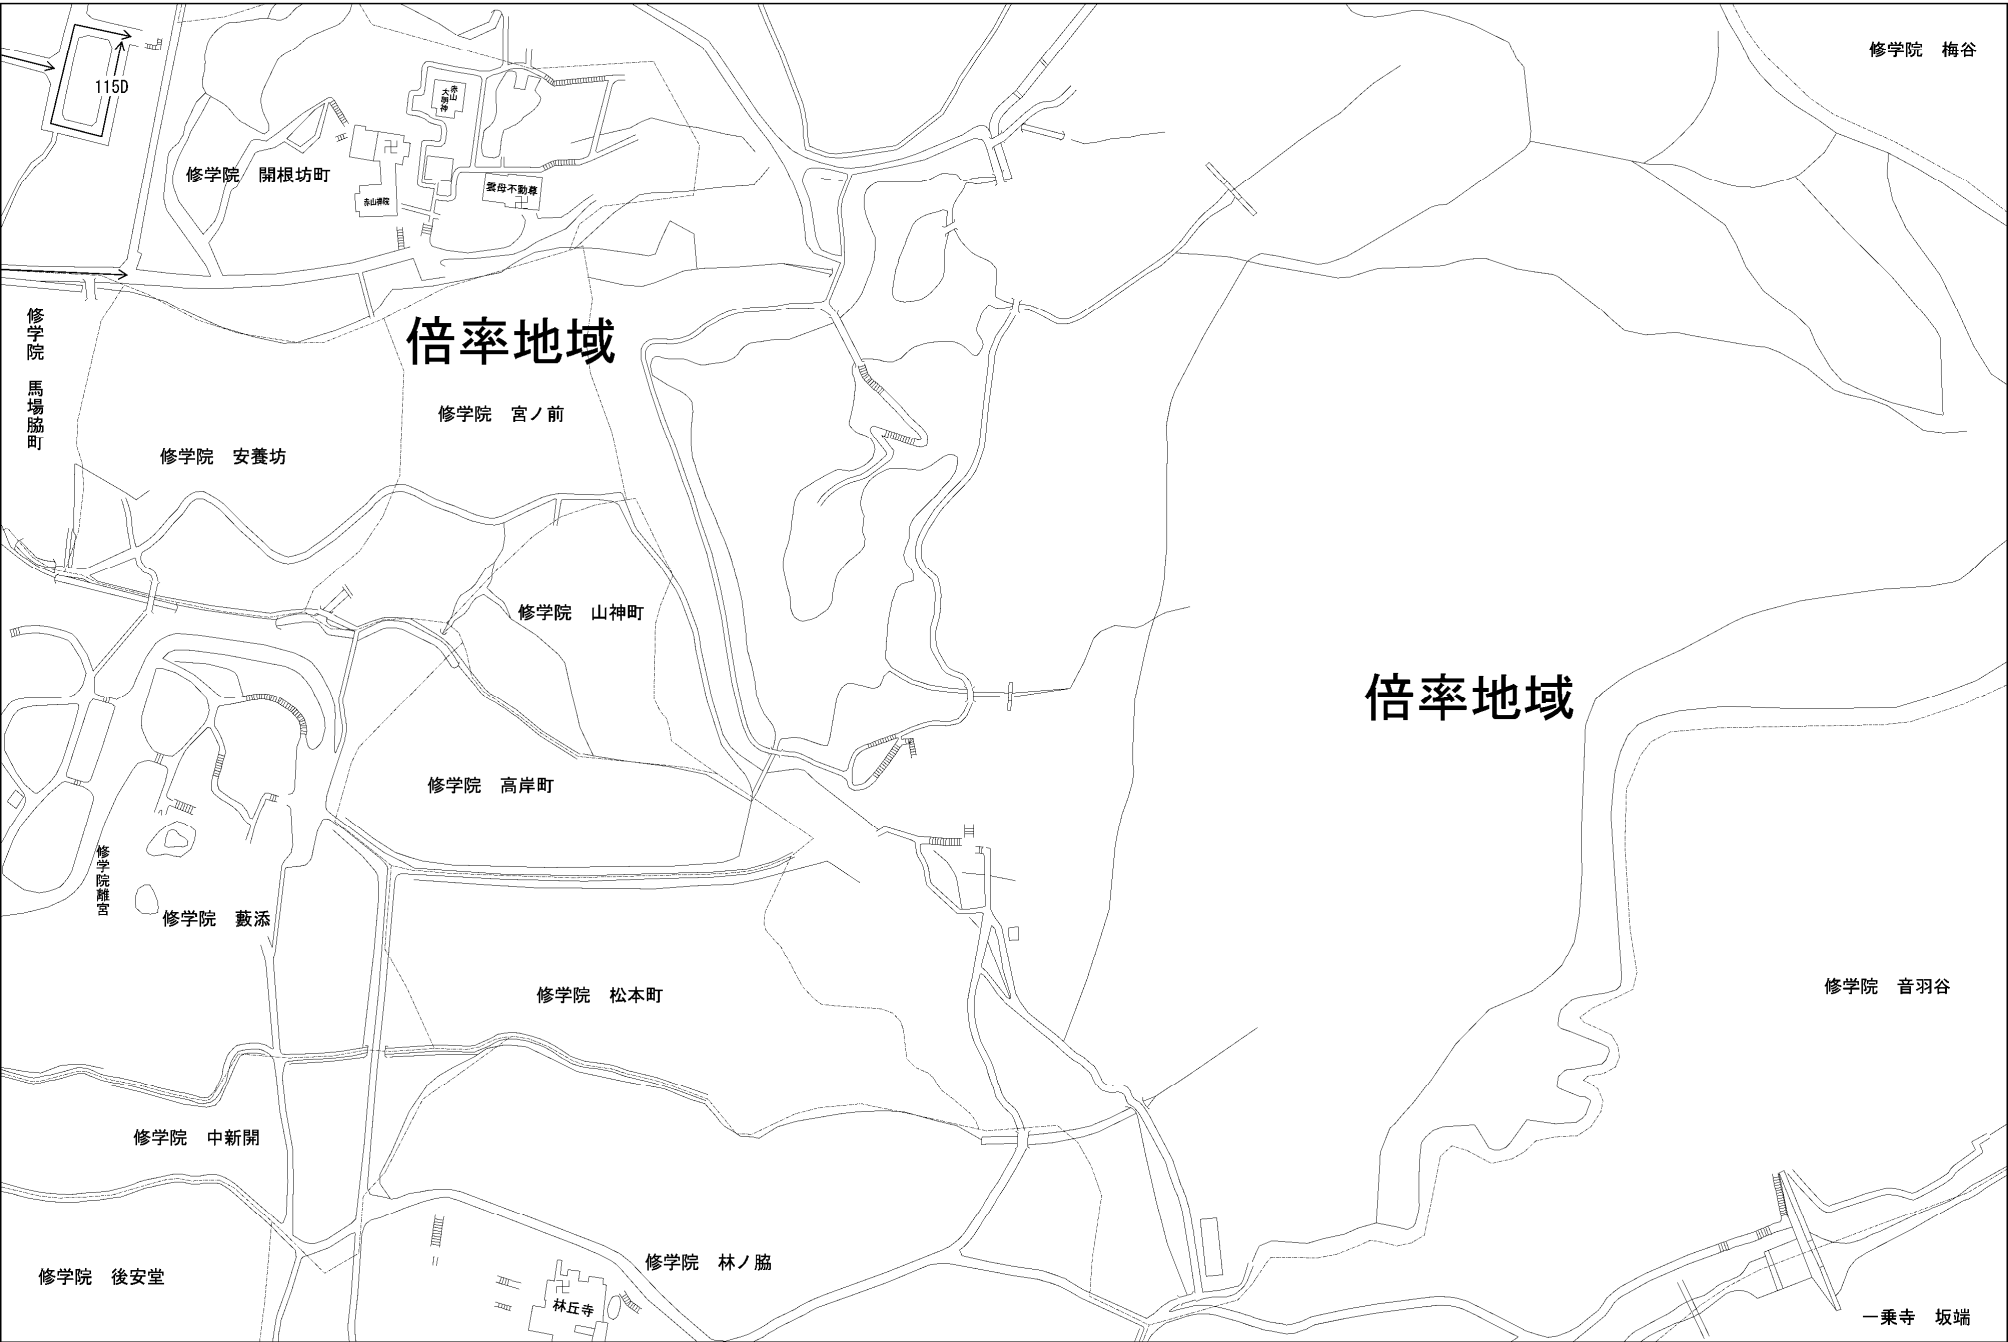 修学院　梅谷
115D
赤山
大明神
修学院　開根坊町
雲母不動尊
赤山禅院
修学院　馬場脇町
倍率地域
修学院　宮ノ前
修学院　安養坊
修学院　山神町
倍率地域
修学院　高岸町
修学院離宮
修学院　藪添
修学院　音羽谷
修学院　松本町
修学院　中新開
修学院　林ノ脇
修学院　後安堂
林丘寺
一乗寺　坂端